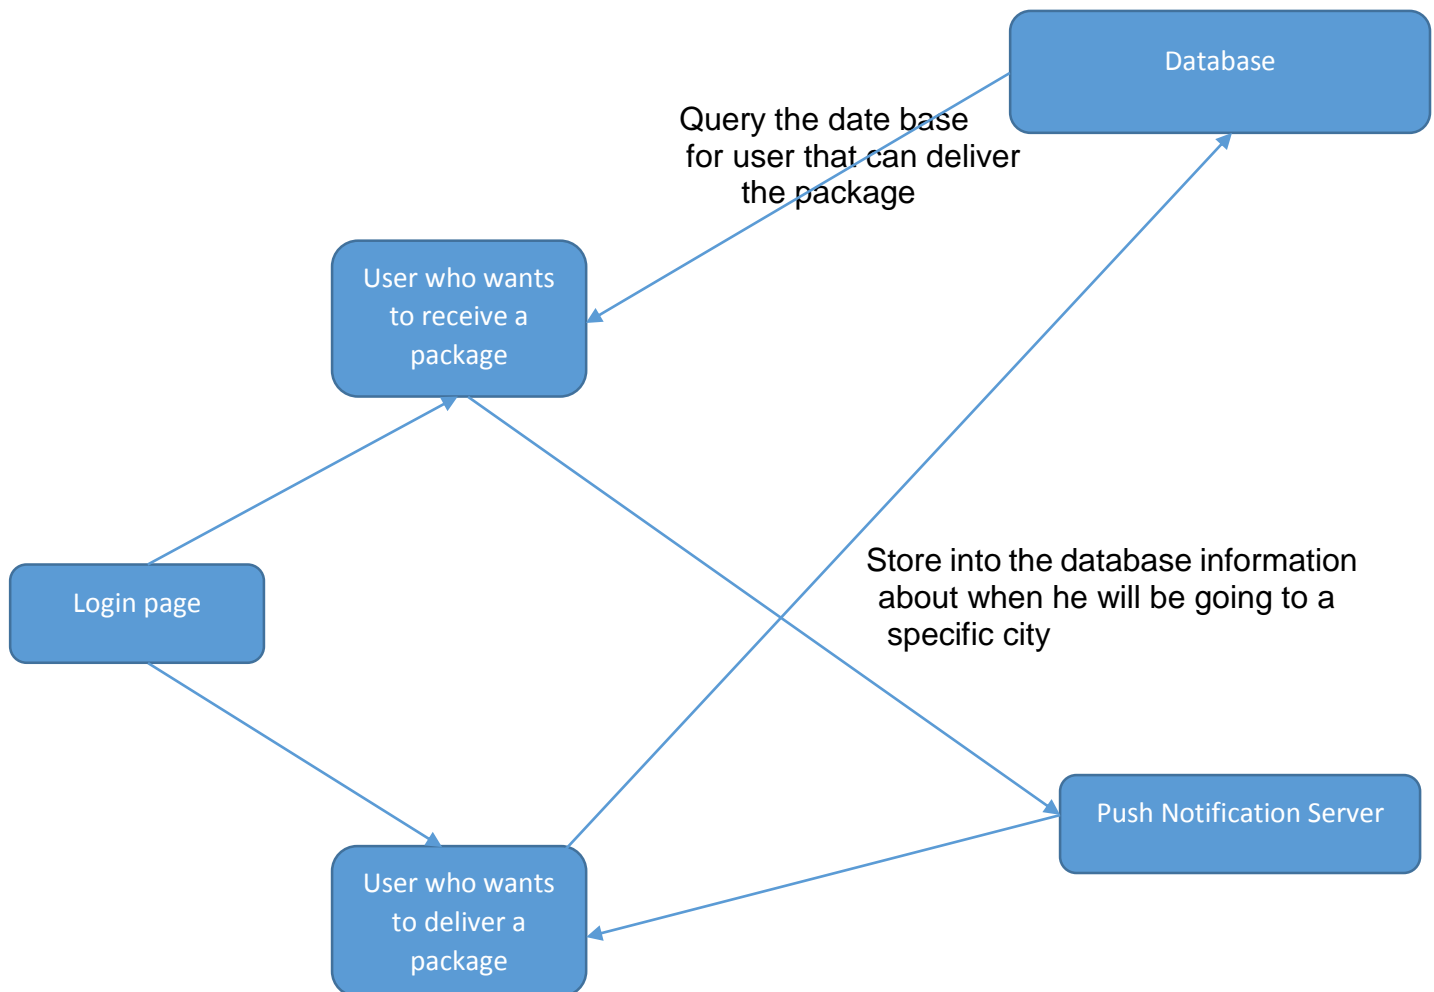 Database
Query the date base
for user that can deliver
the package
User who wants
to receive a
package
Store into the database information
about when he will be going to a
specific city
Login page
Push Notification Server
User who wants
to deliver a
package